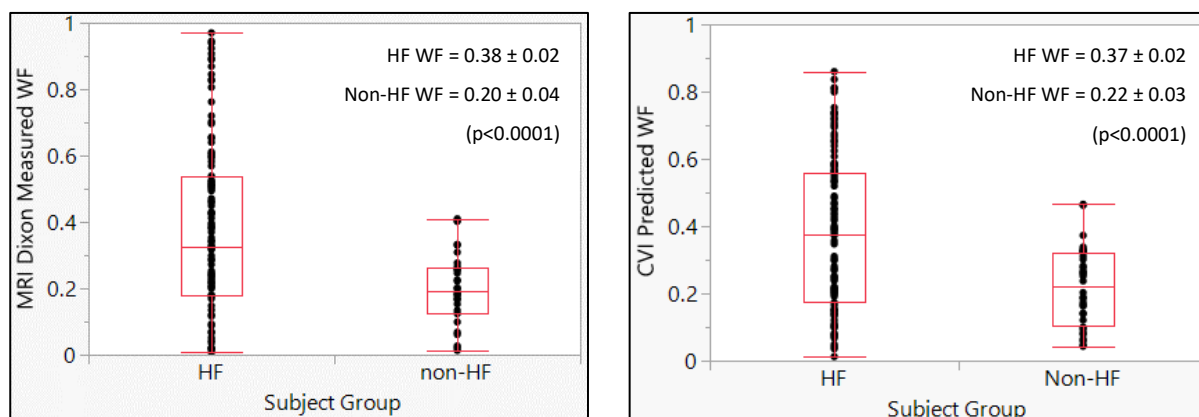 MRI Dixon Measured WF
1
0.8
0.6
0.4
0.2
0
HF WF = 0.38 ± 0.02
Non-HF WF = 0.20 ± 0.04
(p<0.0001)
HF
non-HF
Subject Group
CVI Predicted WF
1
0.8
0.6
0.4
0.2
0
HF WF = 0.37 ± 0.02
Non-HF WF = 0.22 ± 0.03
(p<0.0001)
HF
Non-HF
Subject Group